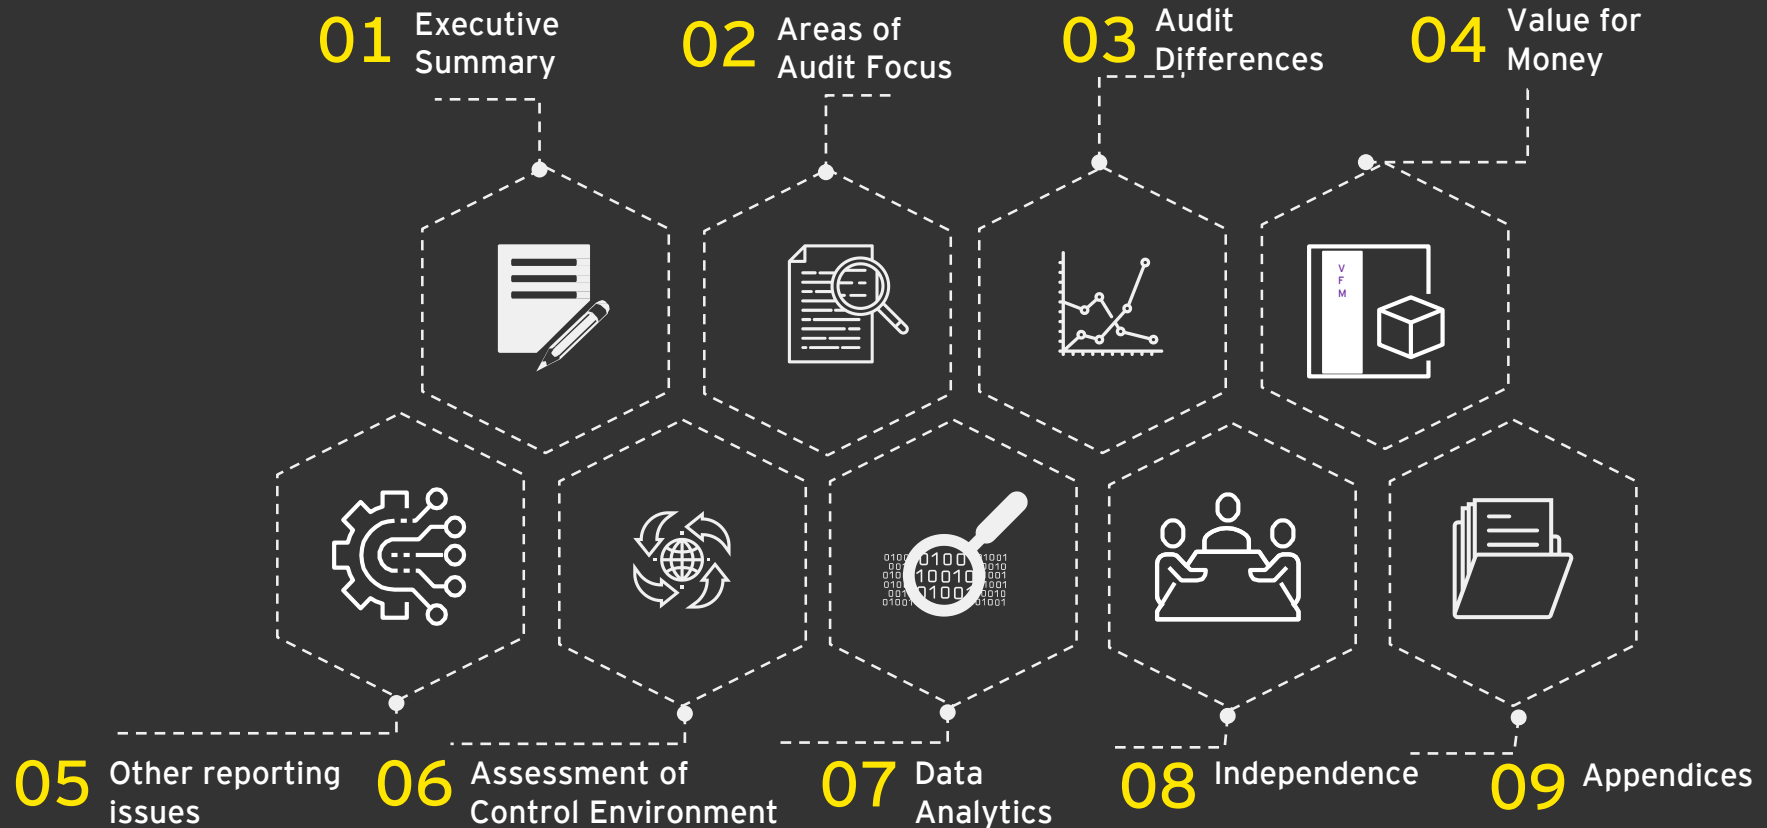 01 Executive
Summary
02 Areas of
Audit Focus
03 Audit
Differences
04 Value for
Money
V
F
M
05 Other reporting
issues
06 Assessment of
Control Environment
07 Data
Analytics
08 Independence
09 Appendices